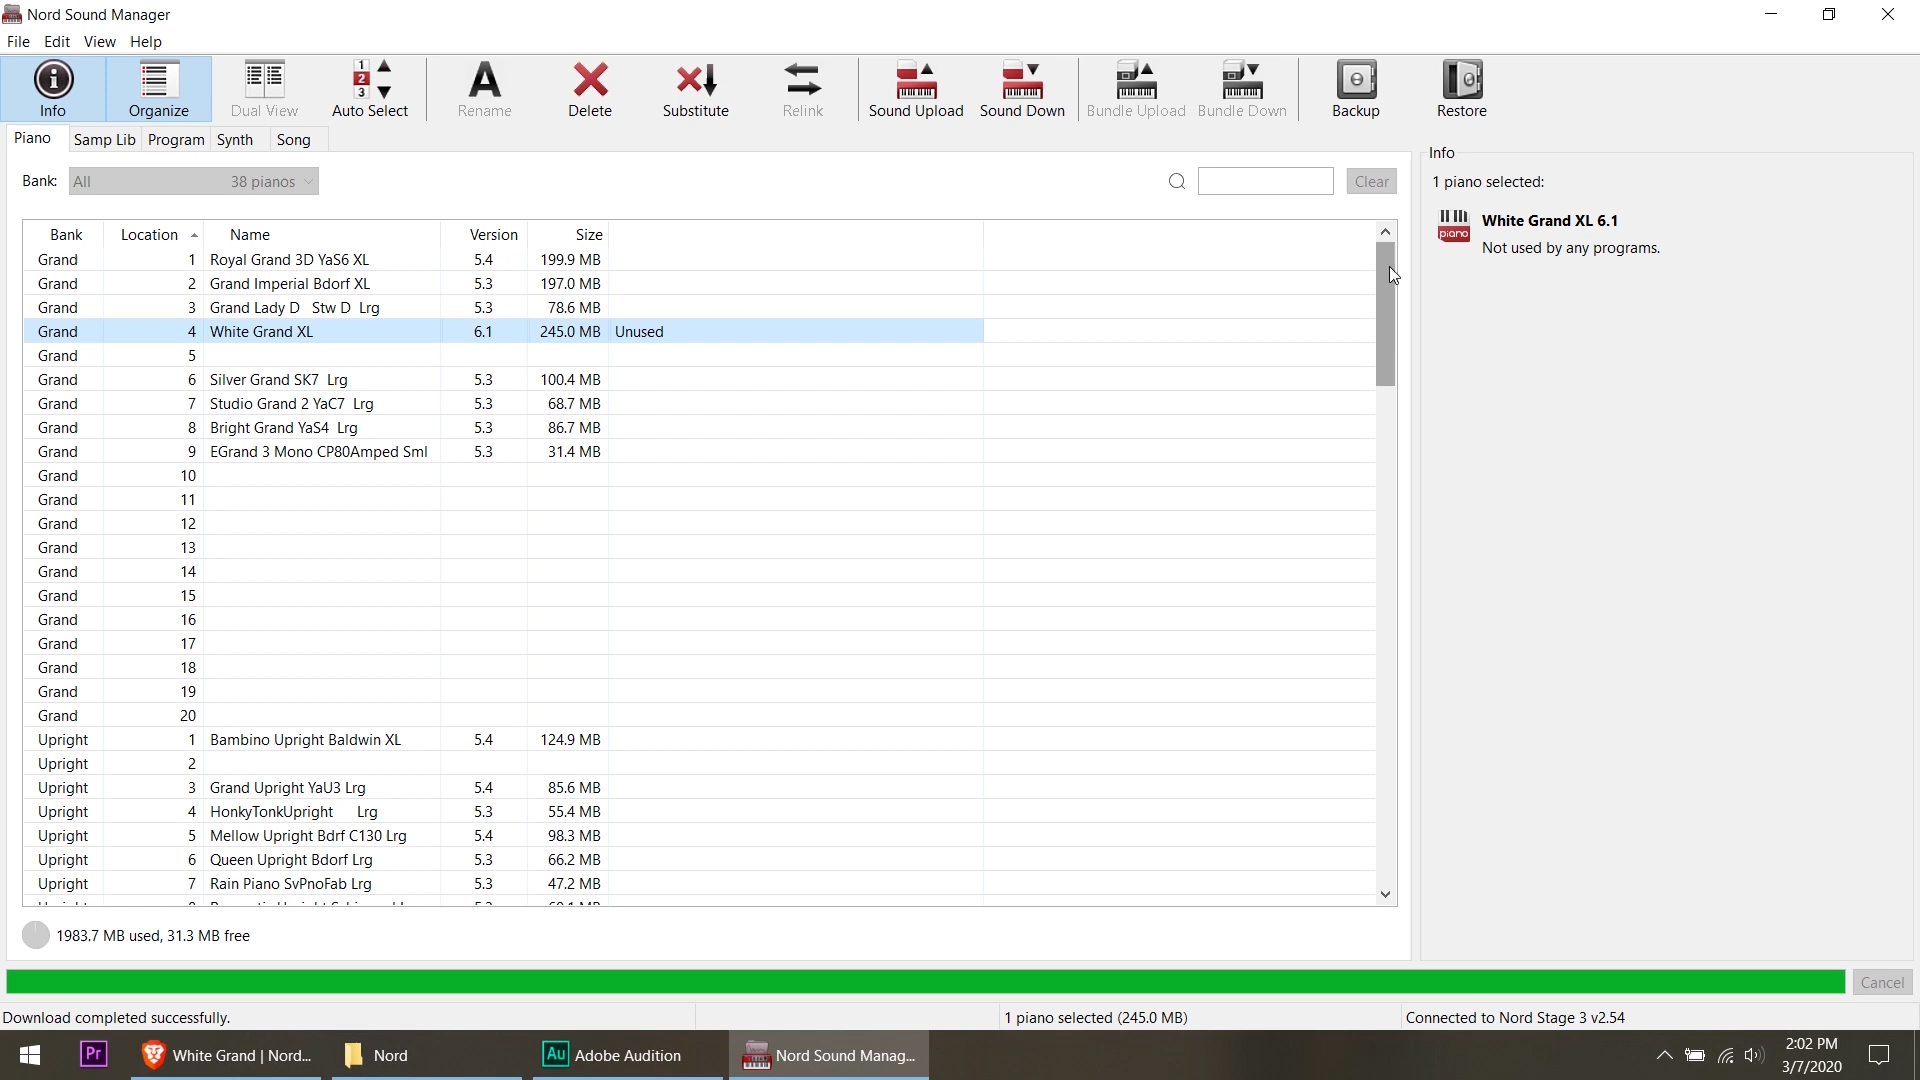 Nord Sound Manager
File Edit View Help
Info Organize Dual View Auto Select Rename Delete Substitute Relink Sound Upload Sound Down Bundle Upload Bundle Down Backup Restore
Piano Samp Lib Program Synth Song
Bank: All 38 pianos Clear
Bank Location Name Version Size
Grand 1 Royal Grand 3D YaS6 XL 5.4 199.9 MB
Grand 2 Grand Imperial Bdorf XL 5.3 197.0 MB
Grand 3 Grand Lady D Stw D Lrg 5.3 78.6 MB
Grand 4 White Grand XL 6.1 245.0 MB Unused
Grand 5
Grand 6 Silver Grand SK7 Lrg 5.3 100.4 MB
Grand 7 Studio Grand 2 YaC7 Lrg 5.3 68.7 MB
Grand 8 Bright Grand YaS4 Lrg 5.3 86.7 MB
Grand 9 EGrand 3 Mono CP80Amped Sml 5.3 31.4 MB
Grand 10
Grand 11
Grand 12
Grand 13
Grand 14
Grand 15
Grand 16
Grand 17
Grand 18
Grand 19
Grand 20
Upright 1 Bambino Upright Baldwin XL 5.4 124.9 MB
Upright 2
Upright 3 Grand Upright YaU3 Lrg 5.4 85.6 MB
Upright 4 HonkyTonkUpright Lrg 5.3 55.4 MB
Upright 5 Mellow Upright Bdrf C130 Lrg 5.4 98.3 MB
Upright 6 Queen Upright Bdorf Lrg 5.3 66.2 MB
Upright 7 Rain Piano SvPnoFab Lrg 5.3 47.2 MB
1983.7 MB used, 31.3 MB free
Info
1 piano selected:
piano
White Grand XL 6.1
Not used by any programs.
Cancel
Download completed successfully. 1 piano selected (245.0 MB) Connected to Nord Stage 3 v2.54
Pr White Grand | Nord... Nord Au Adobe Audition Nord Sound Manag...
2:02 PM
3/7/2020